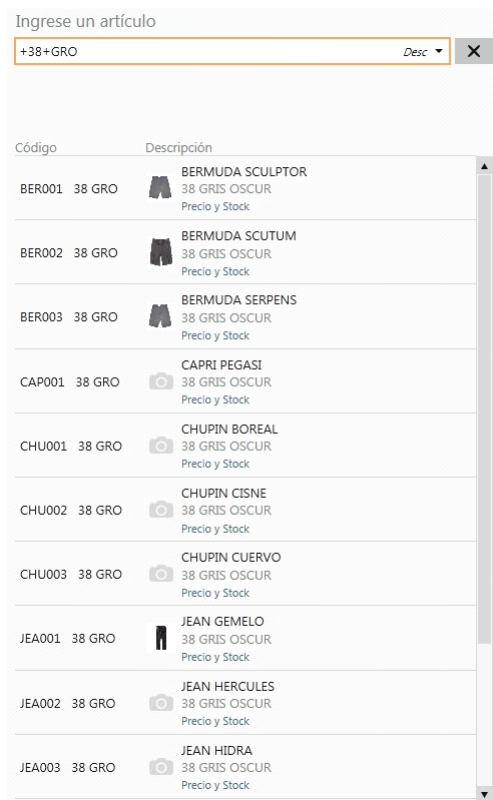 Ingrese un artículo
+38+GRO Desc
Código Descripción
BERMUDA SCULPTOR
BER001 38 GRO 38 GRIS OSCUR
Precio y Stock
BERMUDA SCUTUM
BER002 38 GRO 38 GRIS OSCUR
Precio y Stock
BERMUDA SERPENS
BER003 38 GRO 38 GRIS OSCUR
Precio y Stock
CAPRI PEGASI
CAP001 38 GRO 38 GRIS OSCUR
Precio y Stock
CHUPIN BOREAL
CHU001 38 GRO 38 GRIS OSCUR
Precio y Stock
CHUPIN CISNE
CHU002 38 GRO 38 GRIS OSCUR
Precio y Stock
CHUPIN CUERVO
CHU003 38 GRO 38 GRIS OSCUR
Precio y Stock
JEAN GEMELO
JEA001 38 GRO 38 GRIS OSCUR
Precio y Stock
JEAN HERCULES
JEA002 38 GRO 38 GRIS OSCUR
Precio y Stock
JEAN HIDRA
JEA003 38 GRO 38 GRIS OSCUR
Precio y Stock